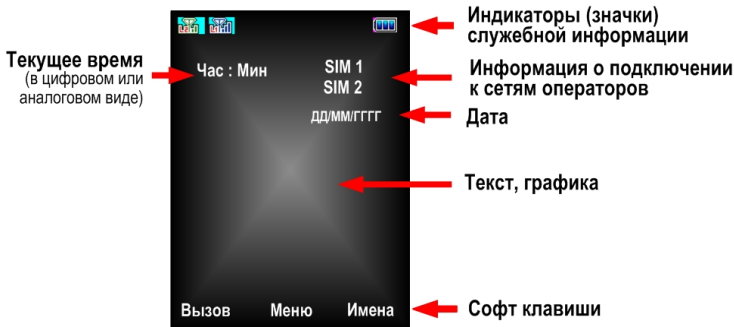 Индикаторы (значки)
служебной информации
Текущее время
(в цифровом или
аналоговом виде)
Час : Мин
SIM 1
SIM 2
Информация о подключении
к сетям операторов
ДД/ММ/ГГГГ
Дата
Текст, графика
Вызов Меню Имена
Софт клавиши